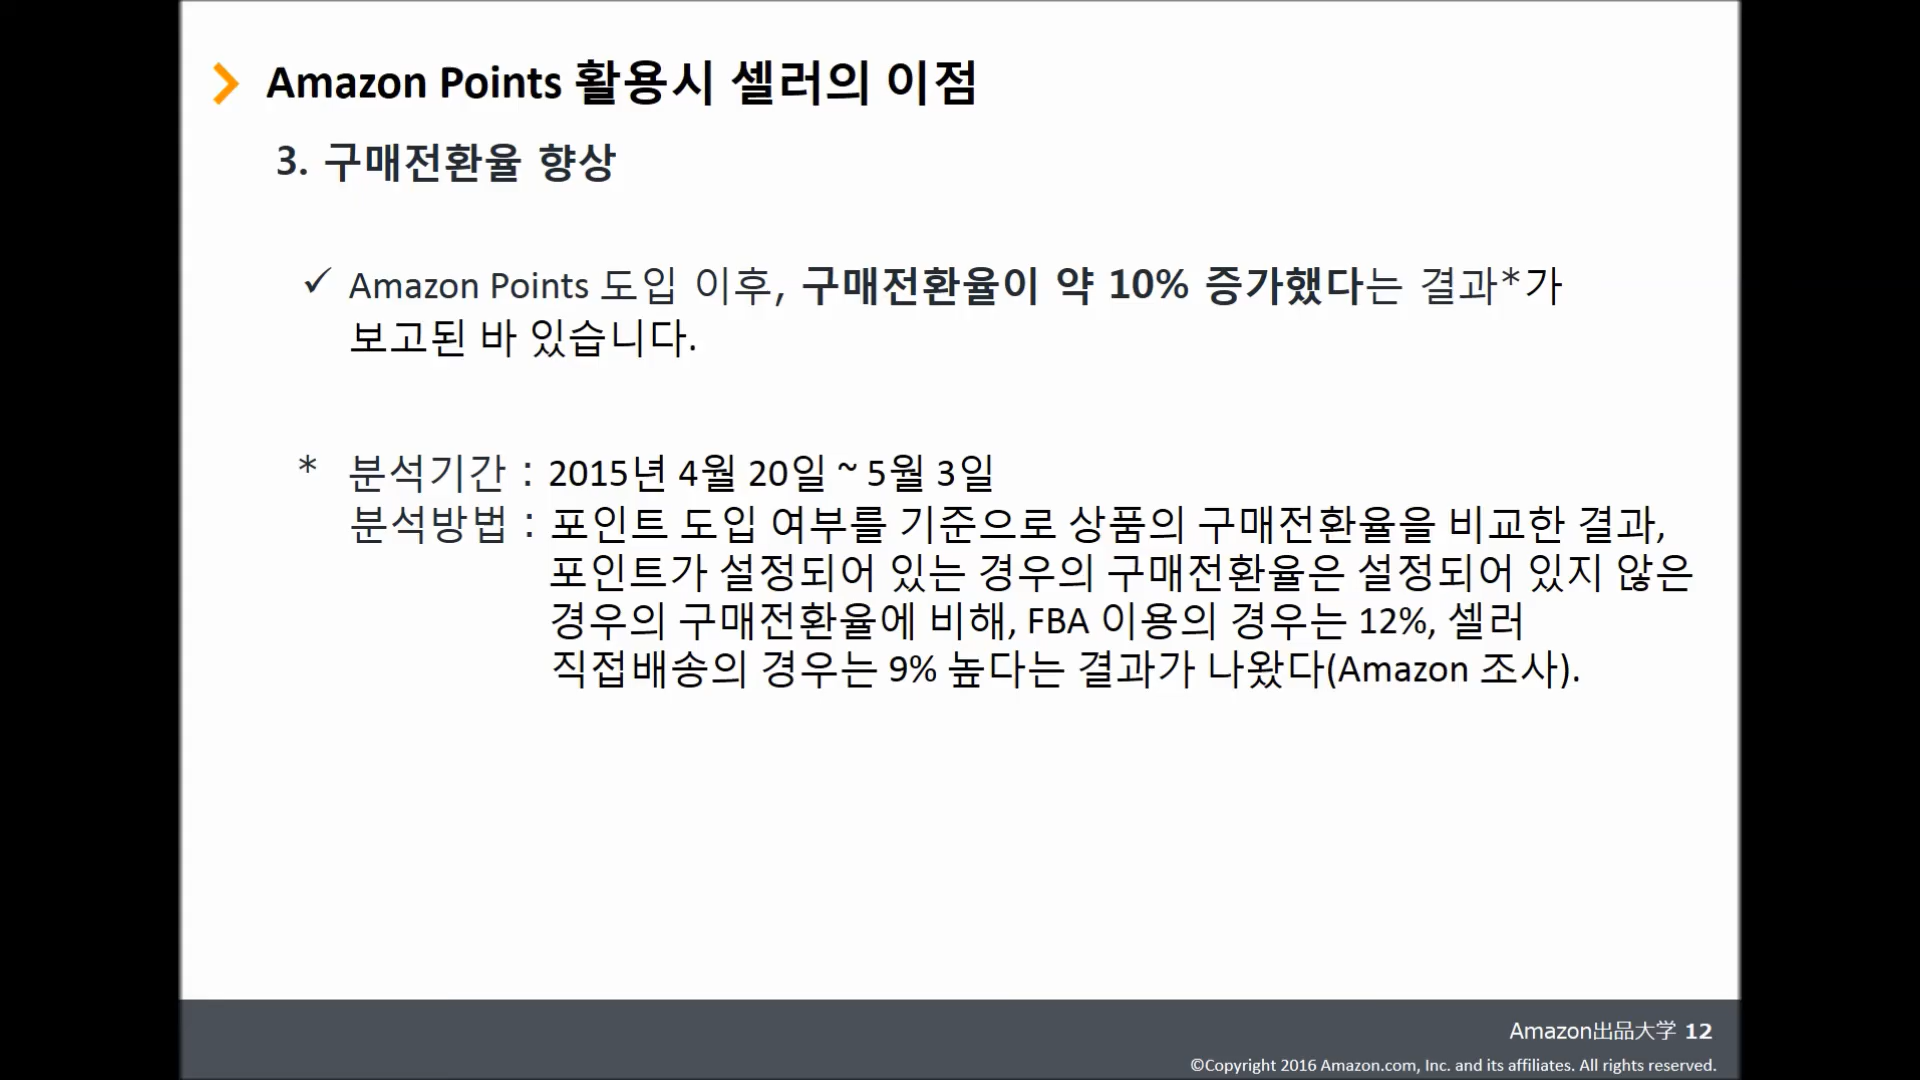 Amazon Points 활용시 셀러의 이점
3. 구매전환율 향상
✓ Amazon Points 도입 이후, 구매전환율이 약 10% 증가했다는 결과*가
보고된 바 있습니다.
* 분석기간 : 2015년 4월 20일 ~ 5월 3일
분석방법 : 포인트 도입 여부를 기준으로 상품의 구매전환율을 비교한 결과,
포인트가 설정되어 있는 경우의 구매전환율은 설정되어 있지 않은
경우의 구매전환율에 비해, FBA 이용의 경우는 12%, 셀러
직접배송의 경우는 9% 높다는 결과가 나왔다(Amazon 조사).
Amazon出品大学 12
©Copyright 2016 Amazon.com, Inc. and its affiliates. All rights reserved.